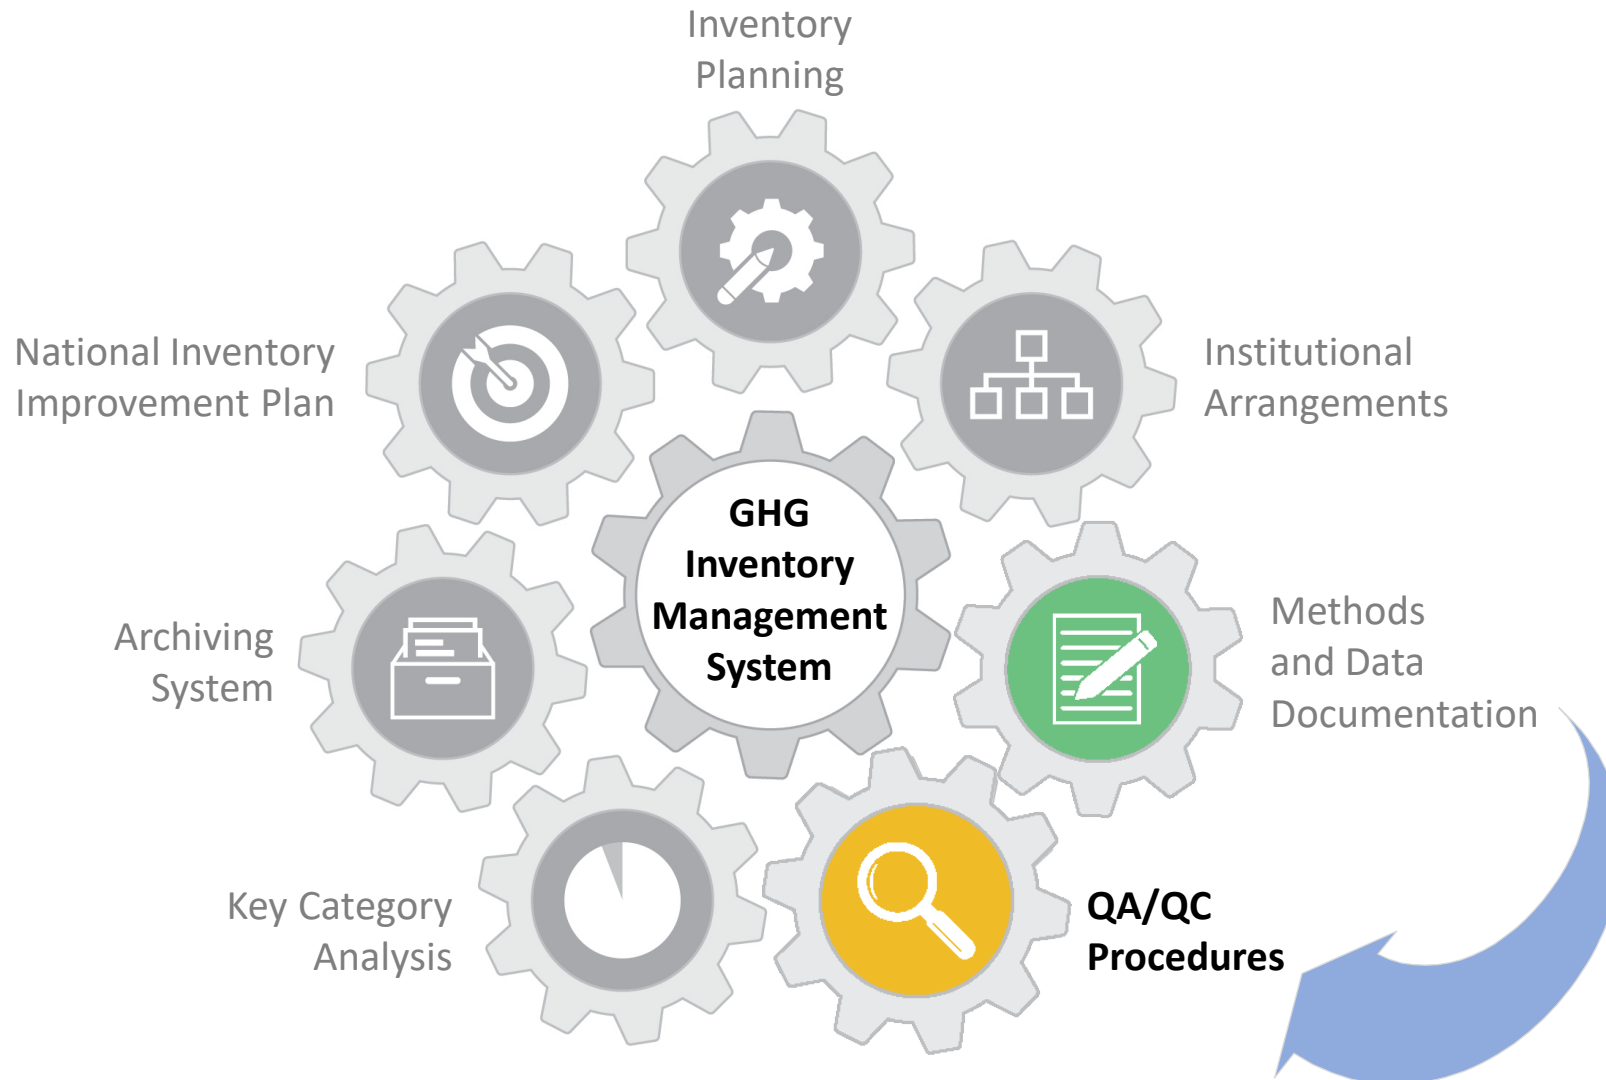 Inventory
Planning
National Inventory
Improvement Plan
Institutional
Arrangements
GHG
Inventory
Management
System
Archiving
System
Methods
and Data
Documentation
Key Category
Analysis
QA/QC
Procedures